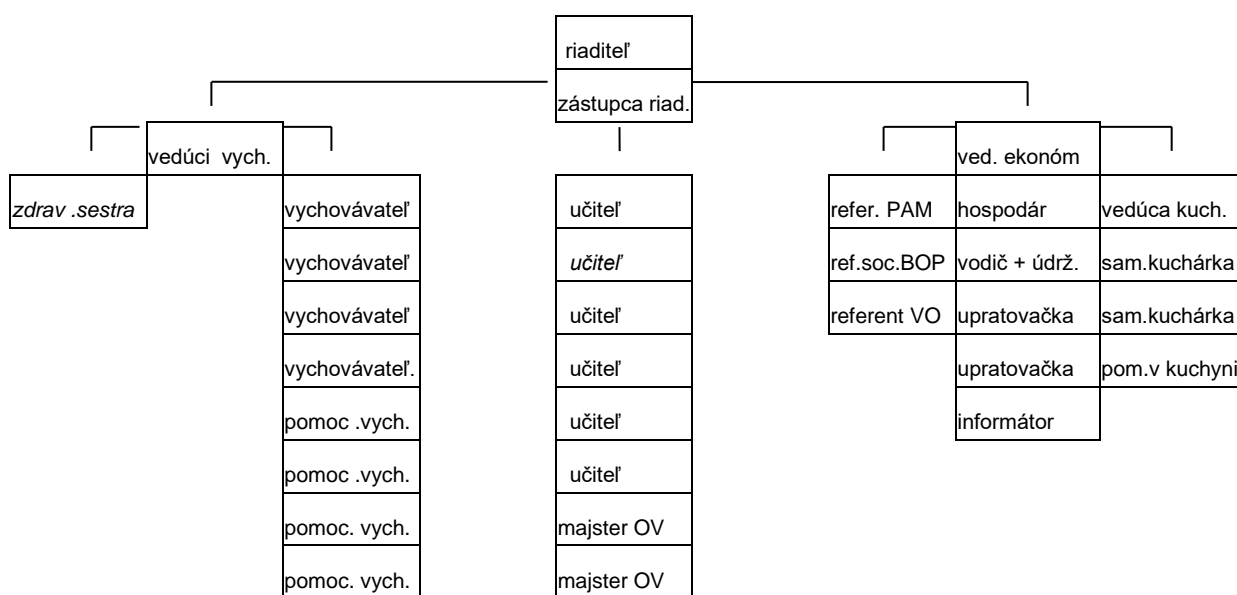 riaditeľ
zástupca riad.
vedúci vych.
ved. ekonóm
zdrav .sestra
vychovávateľ
učiteľ
refer. PAM
hospodár
vedúca kuch.
vychovávateľ
učiteľ
ref.soc.BOP
vodič + údrž.
sam.kuchárka
vychovávateľ
učiteľ
referent VO
upratovačka
sam.kuchárka
vychovávateľ.
učiteľ
upratovačka
pom.v kuchyni
pomoc .vych.
učiteľ
informátor
pomoc .vych.
učiteľ
pomoc. vych.
majster OV
pomoc. vych.
majster OV